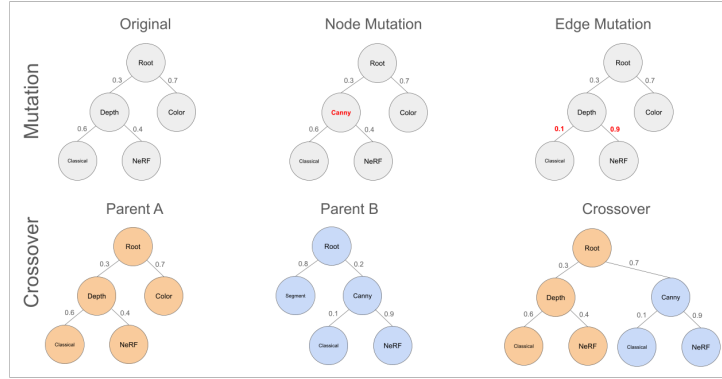 Original
Node Mutation
Edge Mutation
Mutation
Root
0.3
0.7
Depth
Color
0.6
0.4
Classical
NeRF
Root
0.3
0.7
Canny
Color
0.6
0.4
Classical
NeRF
Root
0.3
0.7
Depth
Color
0.1
0.9
Classical
NeRF
Parent A
Parent B
Crossover
Crossover
Root
0.3
0.7
Depth
Color
0.6
0.4
Classical
NeRF
Root
0.8
0.2
Segment
Canny
0.1
0.9
Classical
NeRF
Root
0.3
0.7
Depth
Canny
0.6
0.4
0.1
0.9
Classical
NeRF
Classical
NeRF